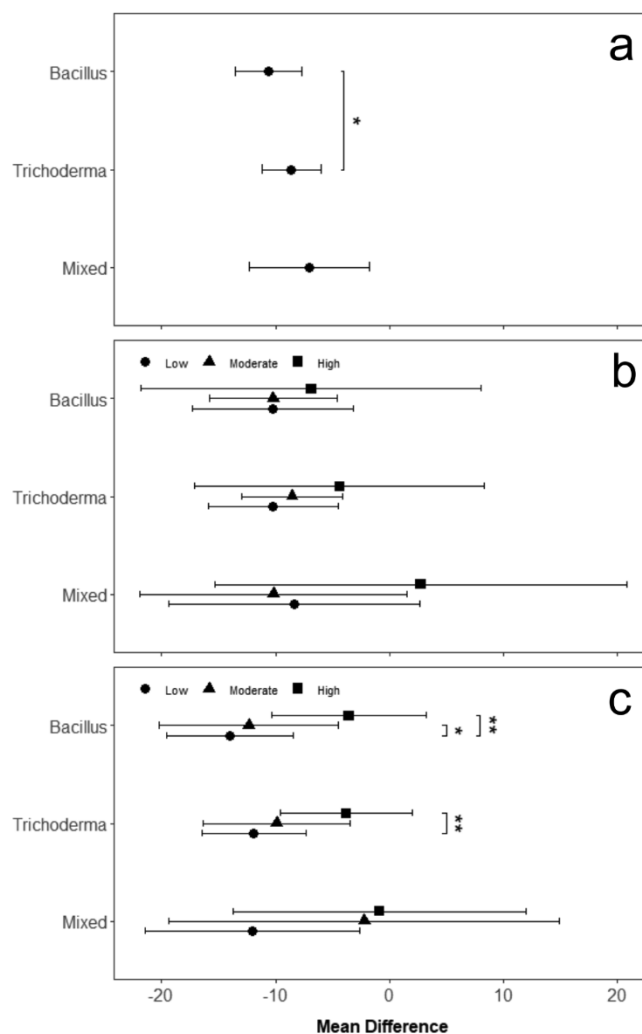 a
Bacillus
*
Trichoderma
Mixed
b
Low Moderate High
Bacillus
Trichoderma
Mixed
c
Low Moderate High
Bacillus
* **
Trichoderma
**
Mixed
-20 -10 0 10 20
Mean Difference